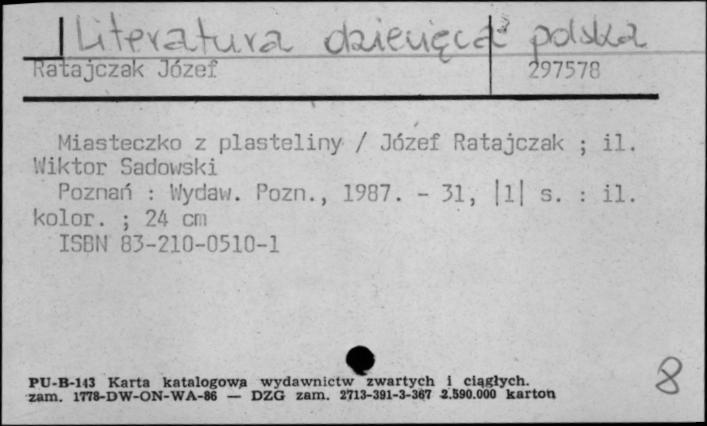 Literatura dziecięca polska
Ratajczak Józef 297578
Miasteczko z plasteliny / Józef Ratajczak ; il.
Wiktor Sadowski
Poznań : Wydaw. Pozn., 1987. - 31, |1| s. : il.
kolor. ; 24 cm
ISBN 83-210-0510-1
PU-B-143 Karta katalogowa wydawnictw zwartych i ciągłych.
zam. 1778-DW-ON-WA-86 — DZG zam. 2713-391-3-367 2.590.000 karton
8